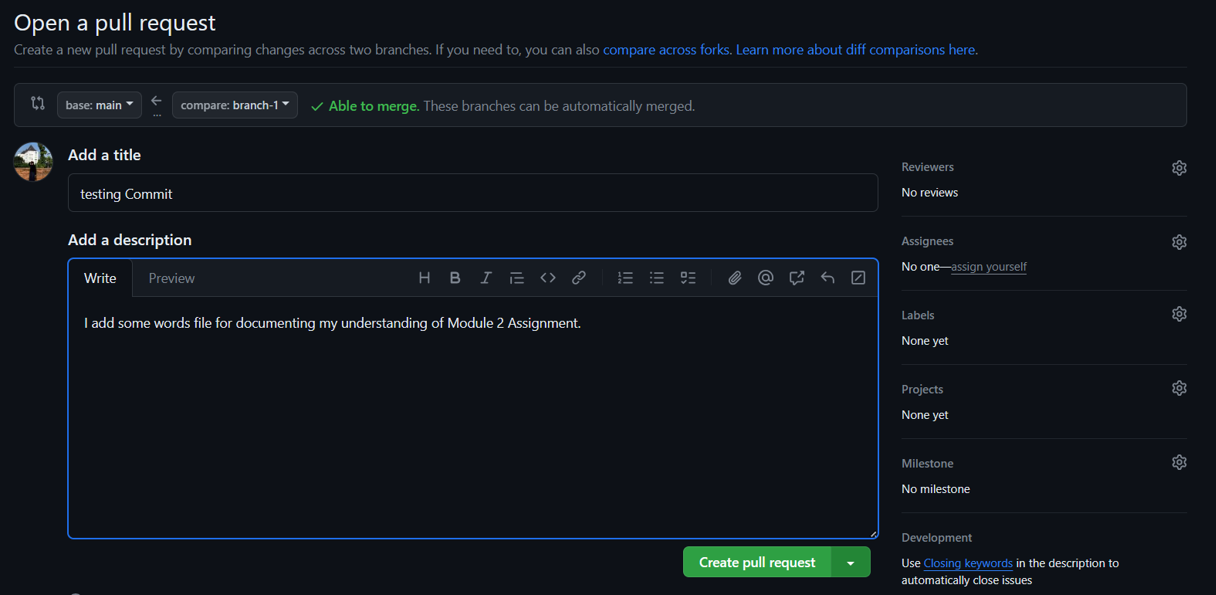 Open a pull request
Create a new pull request by comparing changes across two branches. If you need to, you can also compare across forks. Learn more about diff comparisons here.
base: main compare: branch-1 Able to merge. These branches can be automatically merged.
...
Add a title
testing Commit
Add a description
Write Preview
I add some words file for documenting my understanding of Module 2 Assignment.
Create pull request
Reviewers
No reviews
Assignees
No one—assign yourself
Labels
None yet
Projects
None yet
Milestone
No milestone
Development
Use Closing keywords in the description to
automatically close issues